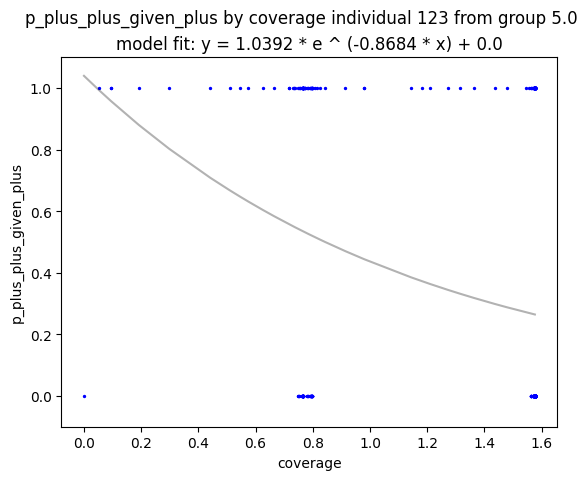 p_plus_plus_given_plus by coverage individual 123 from group 5.0
model fit: y = 1.0392 * e ^ (-0.8684 * x) + 0.0
p_plus_plus_given_plus
1.0
0.8
0.6
0.4
0.2
0.0
0.0 0.2 0.4 0.6 0.8 1.0 1.2 1.4 1.6
coverage